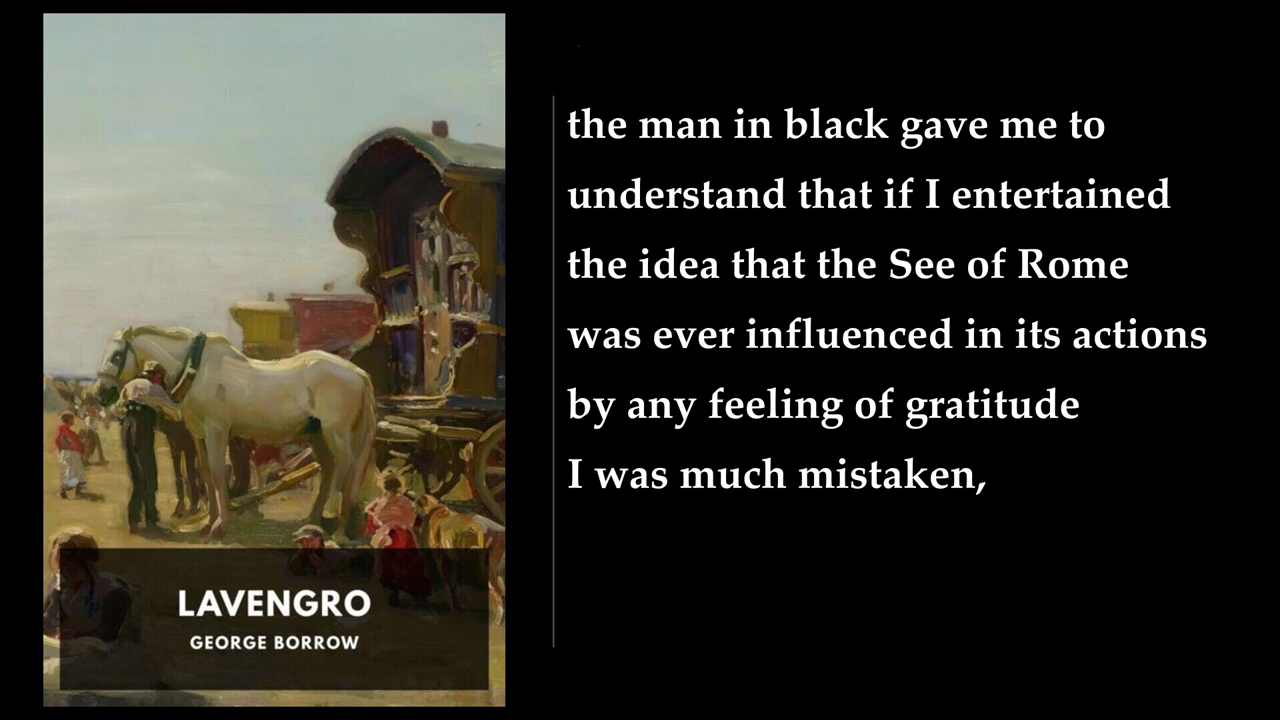 LAVENGRO
GEORGE BORROW
the man in black gave me to
understand that if I entertained
the idea that the See of Rome
was ever influenced in its actions
by any feeling of gratitude
I was much mistaken,